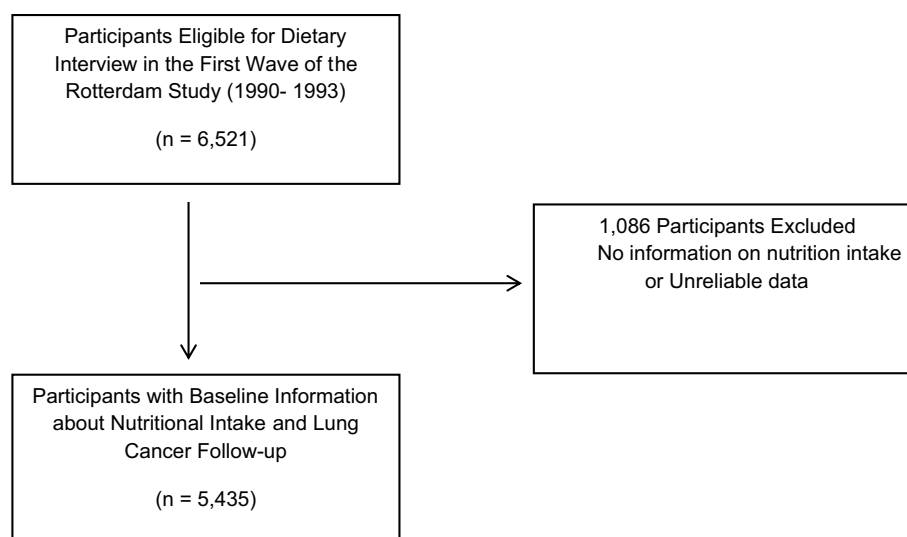 Participants Eligible for Dietary
Interview in the First Wave of the
Rotterdam Study (1990- 1993)
(n = 6,521)
1,086 Participants Excluded
No information on nutrition intake
or Unreliable data
Participants with Baseline Information
about Nutritional Intake and Lung
Cancer Follow-up
(n = 5,435)